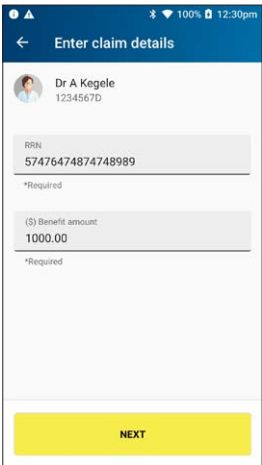 100% 12:30pm
Enter claim details
Dr A Kegele
1234567D
RRN
57476474874748989
*Required
($) Benefit amount
1000.00
*Required
NEXT